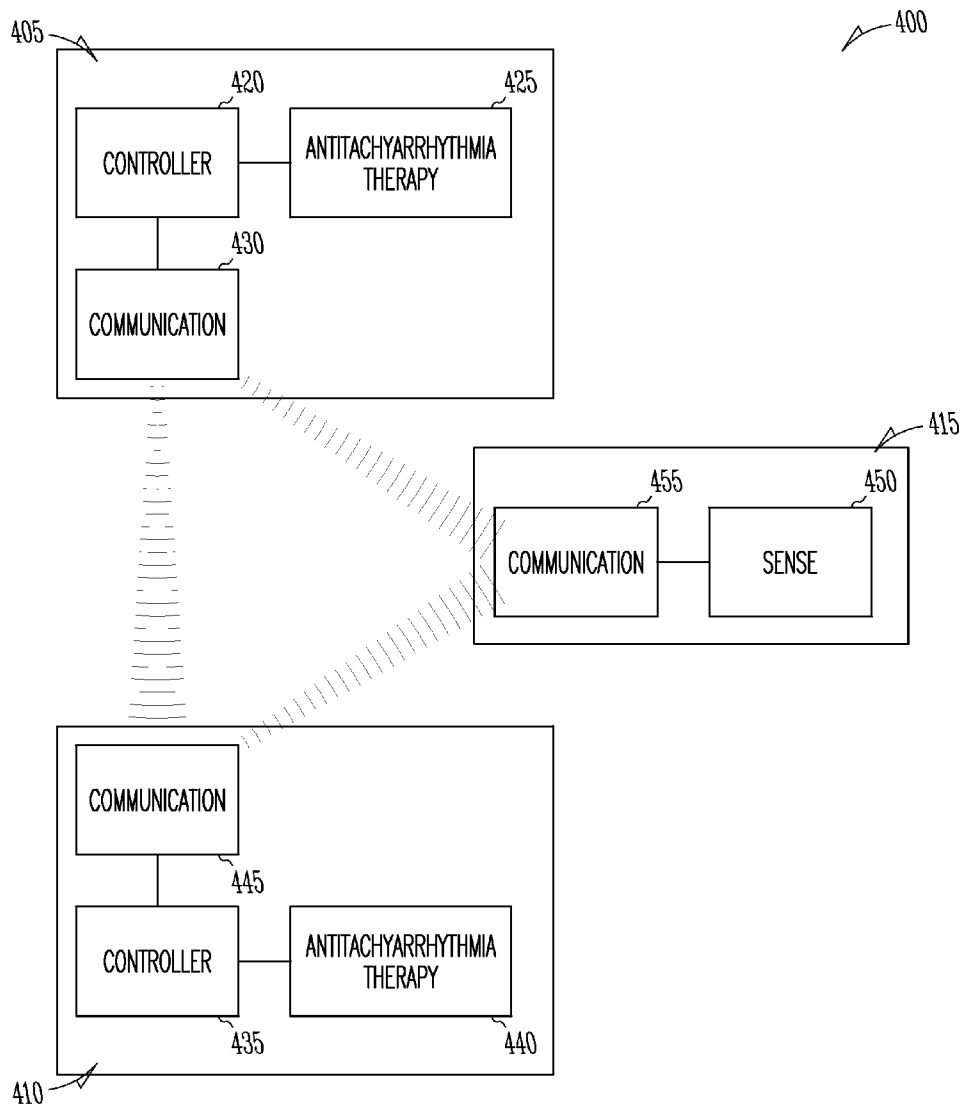 405
400
420
425
CONTROLLER
ANTITACHYARRHYTHMIA
THERAPY
430
COMMUNICATION
415
455
450
COMMUNICATION
SENSE
COMMUNICATION
445
CONTROLLER
ANTITACHYARRHYTHMIA
THERAPY
435
440
410